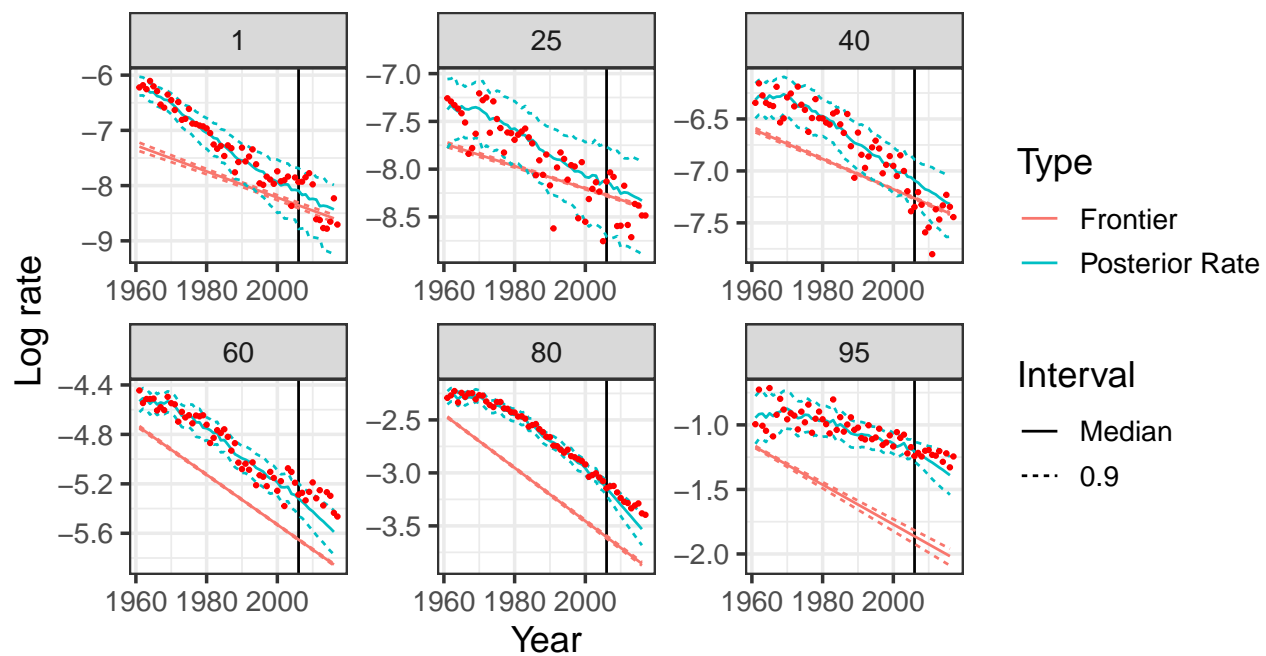 1
25
40
−6
−7
−8
−9
−7.0
−7.5
−8.0
−8.5
−6.5
−7.0
−7.5
1960 1980 2000
1960 1980 2000
1960 1980 2000
60
80
95
−4.4
−4.8
−5.2
−5.6
−2.5
−3.0
−3.5
−1.0
−1.5
−2.0
1960 1980 2000
1960 1980 2000
1960 1980 2000
Log rate
Year
Type
Frontier
Posterior Rate
Interval
Median
0.9